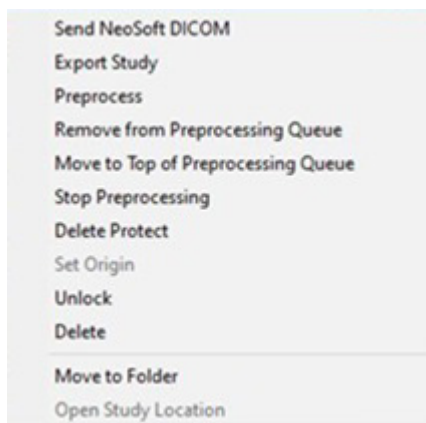 Send NeoSoft DICOM
Export Study
Preprocess
Remove from Preprocessing Queue
Move to Top of Preprocessing Queue
Stop Preprocessing
Delete Protect
Set Origin
Unlock
Delete
Move to Folder
Open Study Location